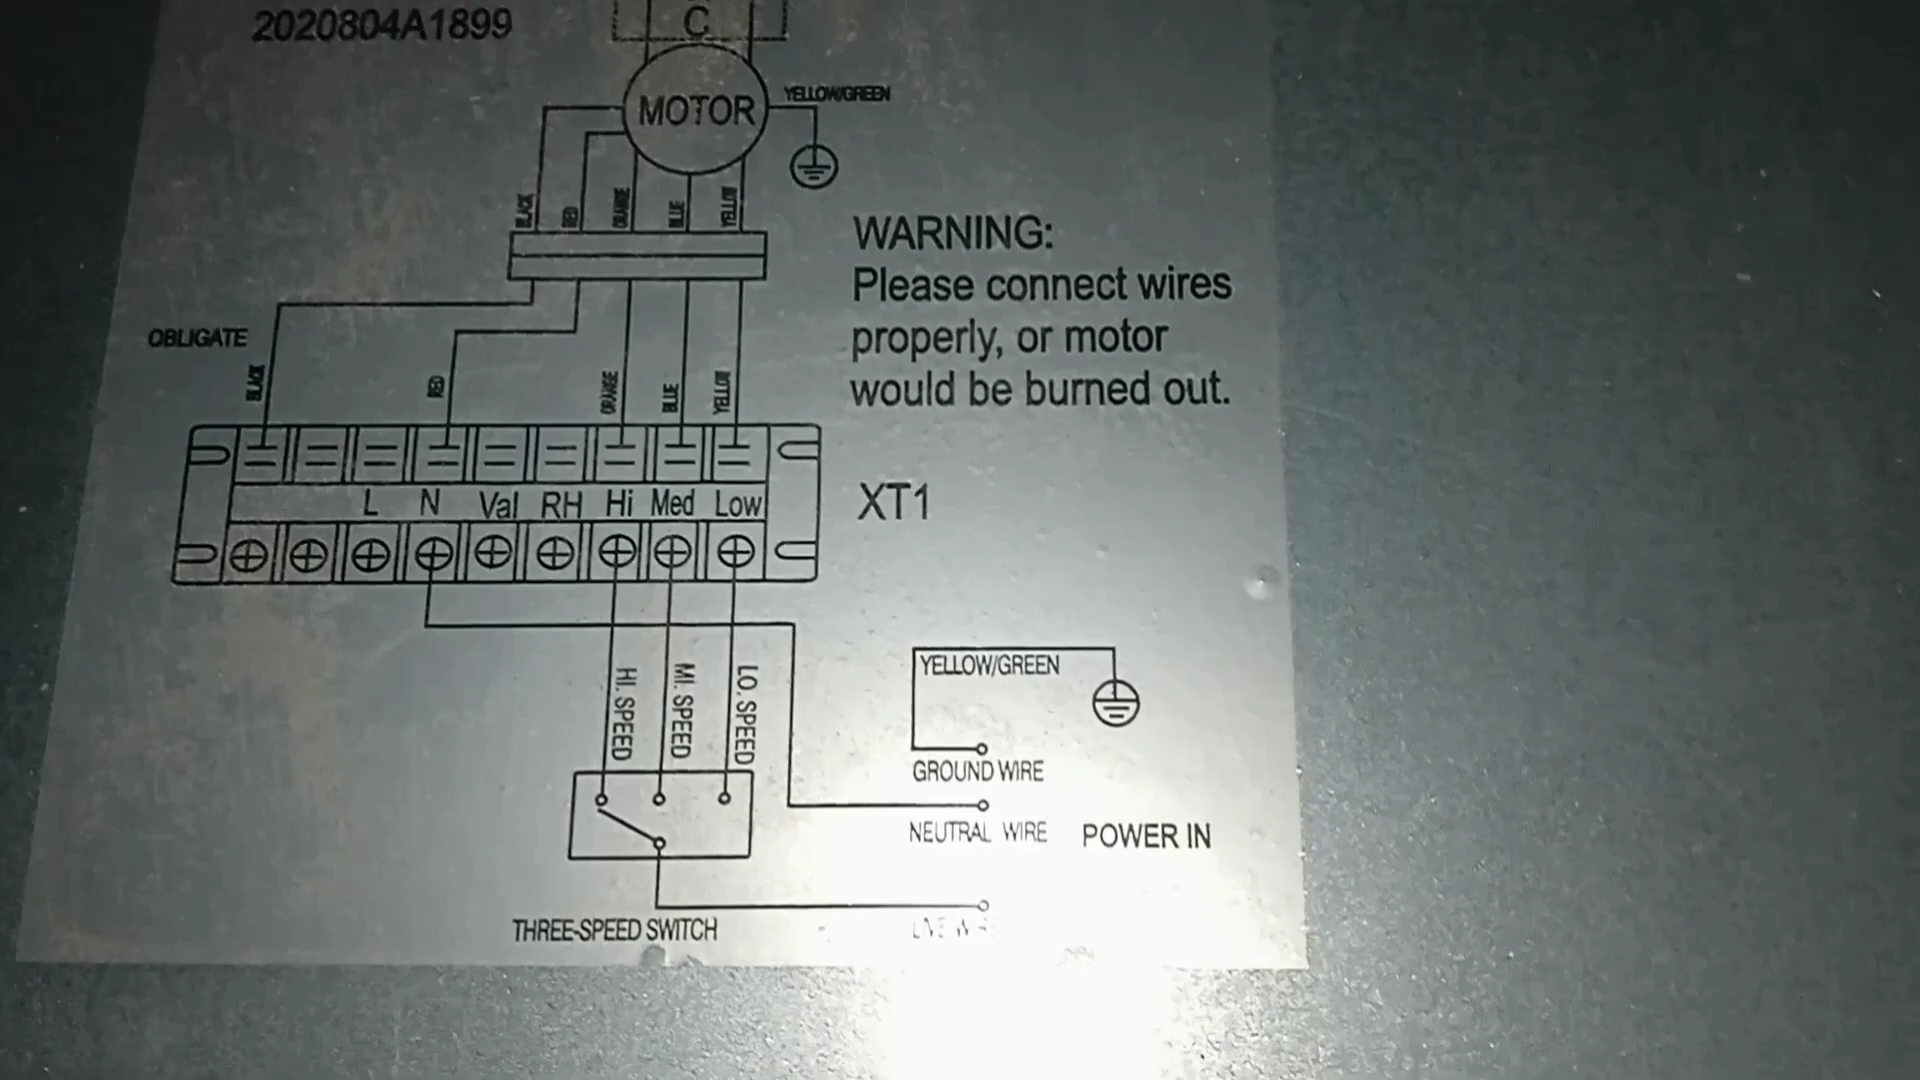 2020804A1899
C
MOTOR
YELLOW/GREEN
BLACK
RED
ORANGE
BLUE
YELLOW
WARNING:
Please connect wires
properly, or motor
would be burned out.
OBLIGATE
BLACK
RED
ORANGE
BLUE
YELLOW
L N Val RH Hi Med Low
XT1
HI. SPEED
MI. SPEED
LO. SPEED
YELLOW/GREEN
GROUND WIRE
NEUTRAL WIRE
POWER IN
THREE-SPEED SWITCH